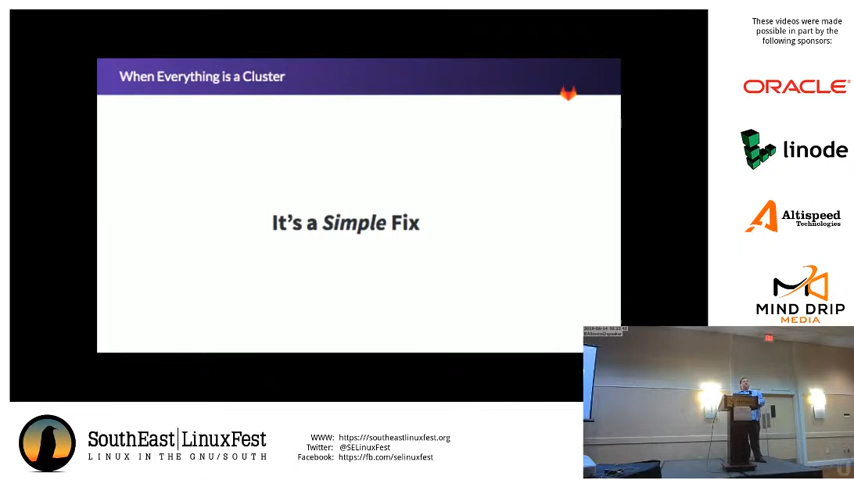 These videos were made
possible in part by the
following sponsors:
When Everything is a Cluster
ORACLE
It's a Simple Fix
linode
Altispeed
Technologies
MIND DRIP
MEDIA
SouthEast|LinuxFest
LINUX IN THE GNU/SOUTH
WWW: https:///southeastlinuxfest.org
Twitter: @SELinuxFest
Facebook: https://fb.com/selinuxfest